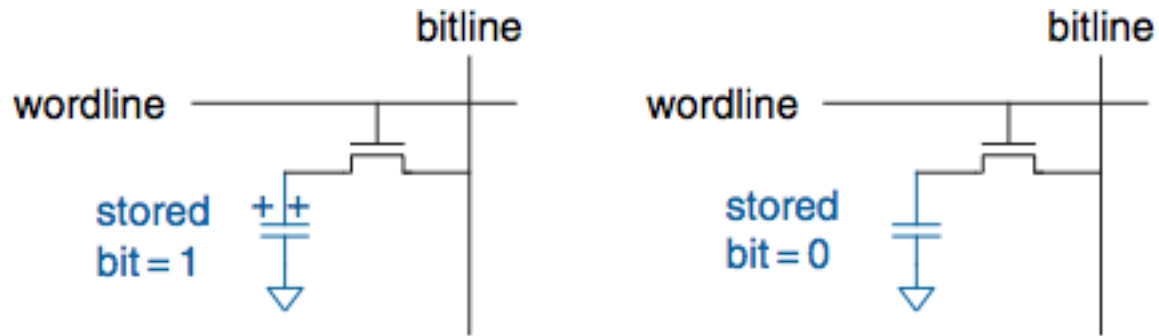 bitline
wordline
stored
bit = 1
++
bitline
wordline
stored
bit = 0